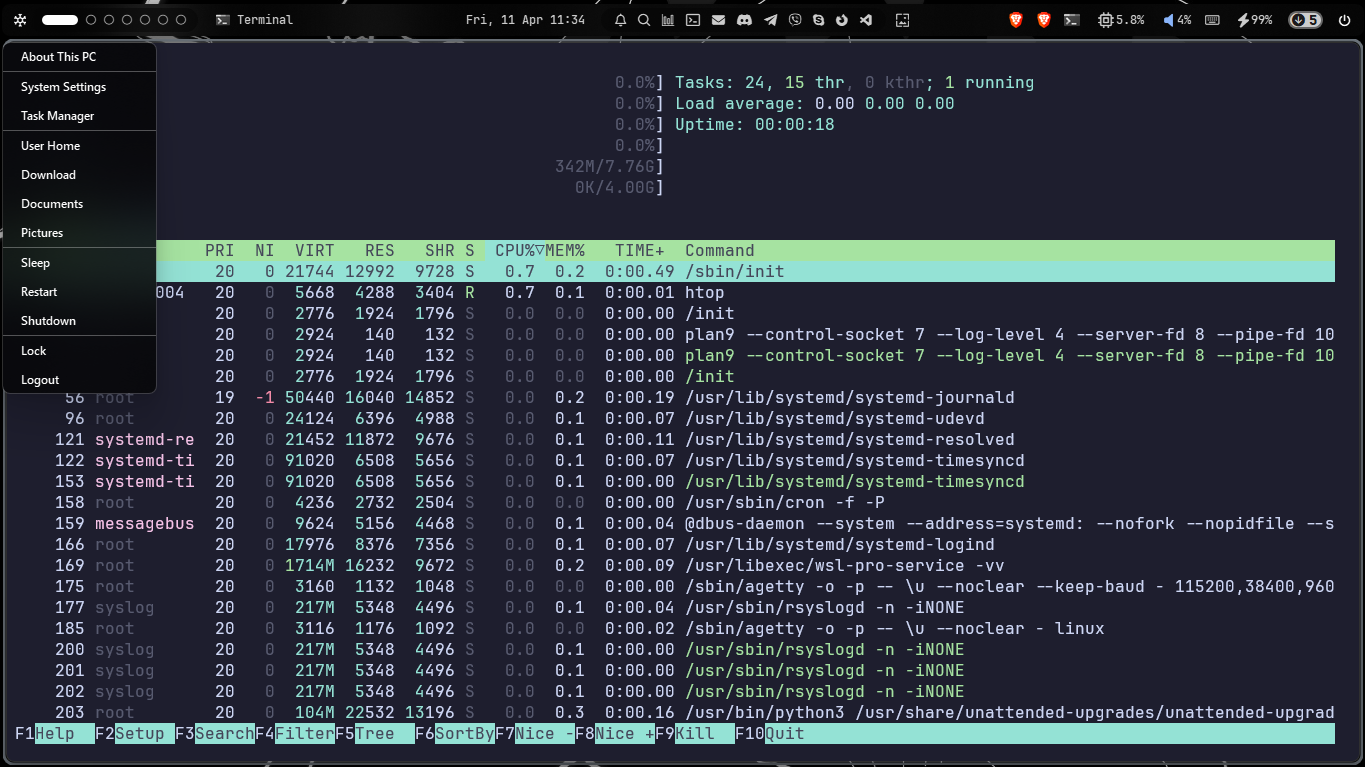 Terminal
Fri, 11 Apr 11:34
5.8%
4%
99%
5
About This PC
System Settings
Task Manager
User Home
Download
Documents
Pictures
Sleep
Restart
Shutdown
Lock
Logout
0.0%] Tasks: 24, 15 thr, 0 kthr; 1 running
0.0%] Load average: 0.00 0.00 0.00
0.0%] Uptime: 00:00:18
0.0%]
342M/7.76G]
0K/4.00G]
PRI NI VIRT RES SHR S CPU%▽MEM% TIME+ Command
20 0 21744 12992 9728 S 0.7 0.2 0:00.49 /sbin/init
004 20 0 5668 4288 3404 R 0.7 0.1 0:00.01 htop
20 0 2776 1924 1796 S 0.0 0.0 0:00.00 /init
20 0 2924 140 132 S 0.0 0.0 0:00.00 plan9 --control-socket 7 --log-level 4 --server-fd 8 --pipe-fd 10
20 0 2924 140 132 S 0.0 0.0 0:00.00 plan9 --control-socket 7 --log-level 4 --server-fd 8 --pipe-fd 10
20 0 2776 1924 1796 S 0.0 0.0 0:00.00 /init
56 root 19 -1 50440 16040 14852 S 0.0 0.2 0:00.19 /usr/lib/systemd/systemd-journald
96 root 20 0 24124 6396 4988 S 0.0 0.1 0:00.07 /usr/lib/systemd/systemd-udevd
121 systemd-re 20 0 21452 11872 9676 S 0.0 0.1 0:00.11 /usr/lib/systemd/systemd-resolved
122 systemd-ti 20 0 91020 6508 5656 S 0.0 0.1 0:00.07 /usr/lib/systemd/systemd-timesyncd
153 systemd-ti 20 0 91020 6508 5656 S 0.0 0.1 0:00.00 /usr/lib/systemd/systemd-timesyncd
158 root 20 0 4236 2732 2504 S 0.0 0.0 0:00.00 /usr/sbin/cron -f -P
159 messagebus 20 0 9624 5156 4468 S 0.0 0.1 0:00.04 @dbus-daemon --system --address=systemd: --nofork --nopidfile --s
166 root 20 0 17976 8376 7356 S 0.0 0.1 0:00.07 /usr/lib/systemd/systemd-logind
169 root 20 0 1714M 16232 9672 S 0.0 0.2 0:00.09 /usr/libexec/wsl-pro-service -vv
175 root 20 0 3160 1132 1048 S 0.0 0.0 0:00.00 /sbin/agetty -o -p -- \u --noclear --keep-baud - 115200,38400,960
177 syslog 20 0 217M 5348 4496 S 0.0 0.1 0:00.04 /usr/sbin/rsyslogd -n -iNONE
185 root 20 0 3116 1176 1092 S 0.0 0.0 0:00.02 /sbin/agetty -o -p -- \u --noclear - linux
200 syslog 20 0 217M 5348 4496 S 0.0 0.1 0:00.00 /usr/sbin/rsyslogd -n -iNONE
201 syslog 20 0 217M 5348 4496 S 0.0 0.1 0:00.00 /usr/sbin/rsyslogd -n -iNONE
202 syslog 20 0 217M 5348 4496 S 0.0 0.1 0:00.00 /usr/sbin/rsyslogd -n -iNONE
203 root 20 0 104M 22532 13196 S 0.0 0.3 0:00.16 /usr/bin/python3 /usr/share/unattended-upgrades/unattended-upgrad
F1Help F2Setup F3SearchF4FilterF5Tree F6SortByF7Nice -F8Nice +F9Kill F10Quit